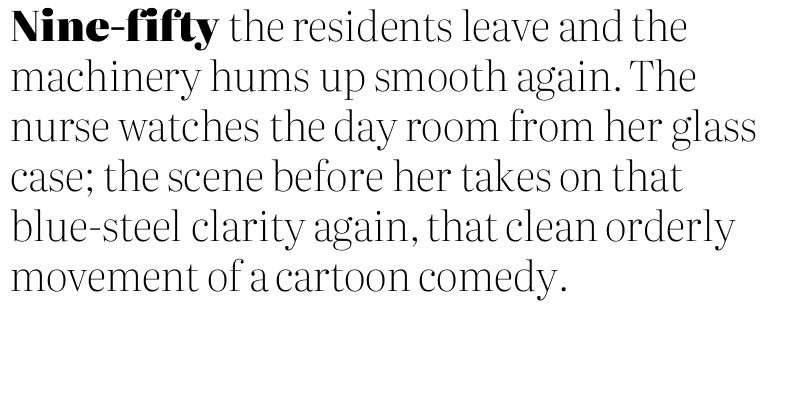 Nine-fifty the residents leave and the
machinery hums up smooth again. The
nurse watches the day room from her glass
case; the scene before her takes on that
blue-steel clarity again, that clean orderly
movement of a cartoon comedy.